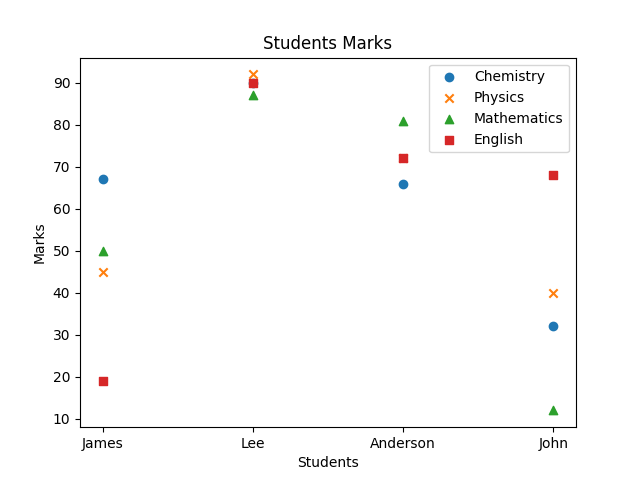 Students Marks
Chemistry
Physics
Mathematics
English
Marks
90
80
70
60
50
40
30
20
10
James Lee Anderson John
Students